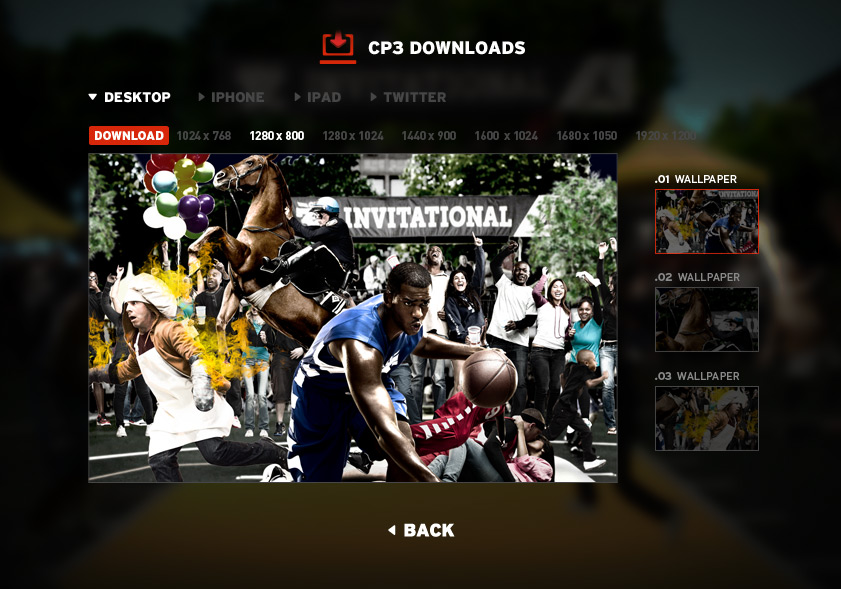 CP3 DOWNLOADS
DESKTOP IPHONE IPAD TWITTER
DOWNLOAD 1024 x 768 1280 x 800 1280 x 1024 1440 x 900 1600 x 1024 1680 x 1050 1920 x 1200
INVITATIONAL
.01 WALLPAPER
INVITATIONAL
.02 WALLPAPER
.03 WALLPAPER
BACK